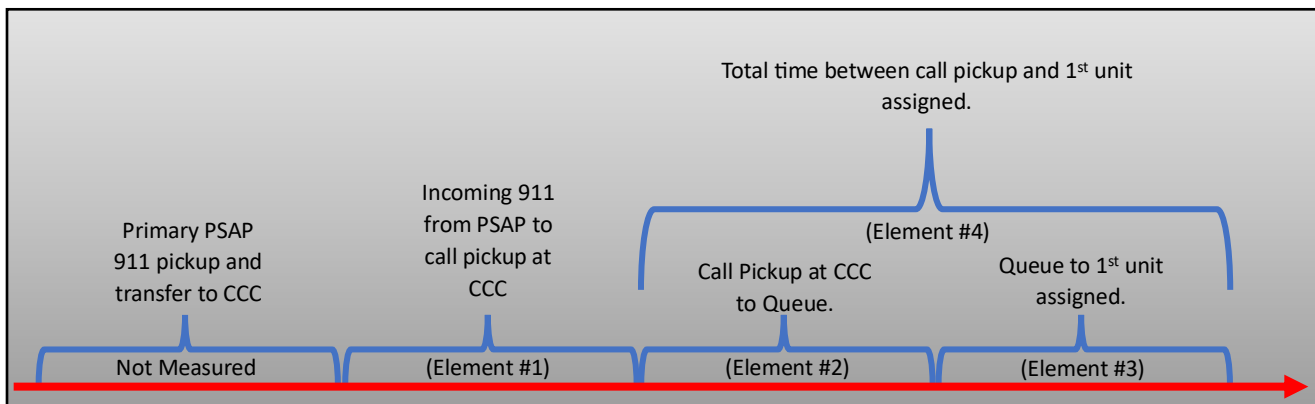 Total time between call pickup and 1st unit
assigned.
(Element #4)
Primary PSAP
911 pickup and
transfer to CCC
Not Measured
Incoming 911
from PSAP to
call pickup at
CCC
(Element #1)
Call Pickup at CCC
to Queue.
(Element #2)
Queue to 1st unit
assigned.
(Element #3)